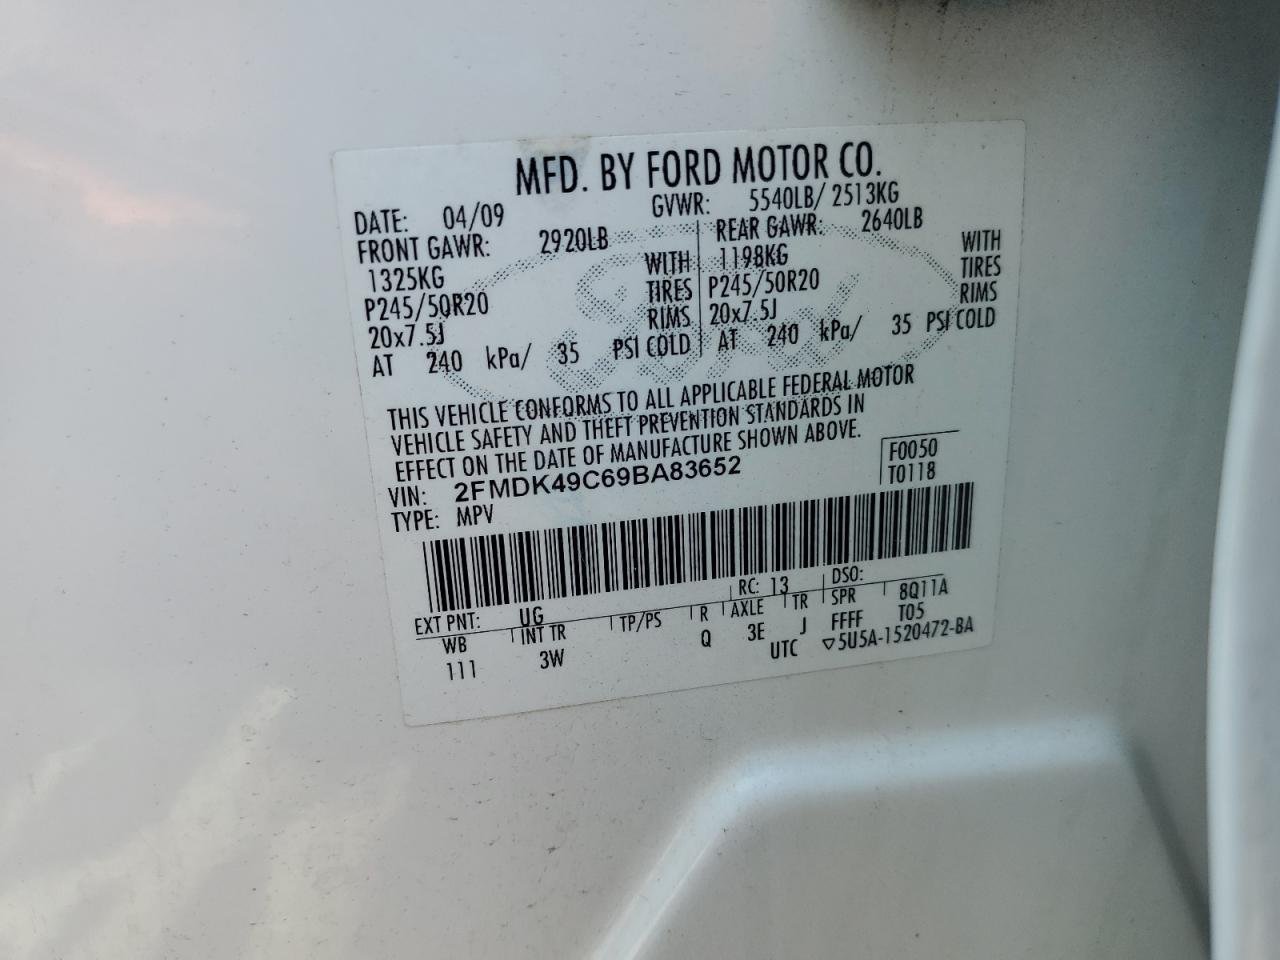 MFD. BY FORD MOTOR CO.
DATE: 04/09 GVWR: 5540LB/ 2513KG
FRONT GAWR: 2920LB REAR GAWR: 2640LB
1325KG WITH 1198KG WITH
P245/50R20 TIRES P245/50R20 TIRES
20x7.5J RIMS 20x7.5J RIMS
AT 240 kPa/ 35 PSI COLD AT 240 kPa/ 35 PSI COLD
THIS VEHICLE CONFORMS TO ALL APPLICABLE FEDERAL MOTOR
VEHICLE SAFETY AND THEFT PREVENTION STANDARDS IN
EFFECT ON THE DATE OF MANUFACTURE SHOWN ABOVE.
VIN: 2FMDK49C69BA83652 F0050
TYPE: MPV T0118
EXT PNT: UG RC: 13 DSO:
WB INT TR TP/PS R AXLE TR SPR 8Q11A
111 3W Q 3E J FFFF T05
UTC ▽5U5A-1520472-BA